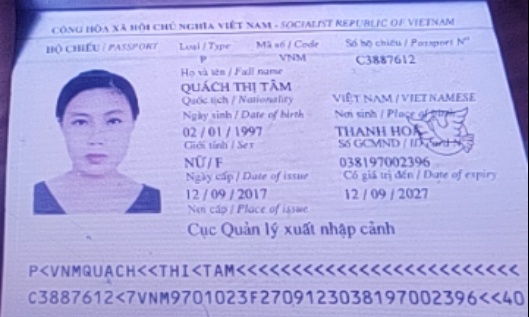 CỘNG HÒA XÃ HỘI CHỦ NGHĨA VIỆT NAM - SOCIALIST REPUBLIC OF VIETNAM
HỘ CHIẾU / PASSPORT Loại / Type Mã số / Code Số hộ chiếu / Passport Nº
P VNM C3887612
Họ và tên / Full name
QUÁCH THỊ TÂM
Quốc tịch / Nationality VIỆT NAM / VIETNAMESE
Ngày sinh / Date of birth Nơi sinh / Place of
02 / 01 / 1997 THANH HOÁ
Giới tính / Sex Số GCMND /
NỮ / F 038197002396
Ngày cấp / Date of issue Có giá trị đến / Date of expiry
12 / 09 / 2017 12 / 09 / 2027
Nơi cấp / Place of issue
Cục Quản lý xuất nhập cảnh
P<VNMQUACH<<THI<TAM<<<<<<<<<<<<<<<<<<<<<<<<<
C3887612<7VNM9701023F2709123038197002396<<40